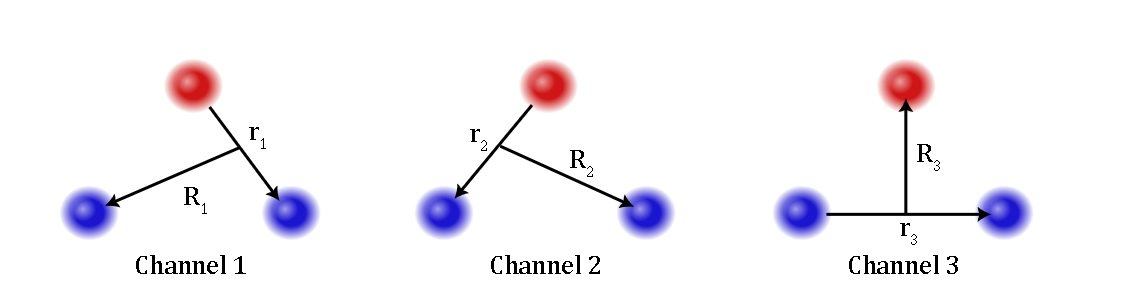 r₁
R₁
Channel 1
r₂
R₂
Channel 2
R₃
r₃
Channel 3